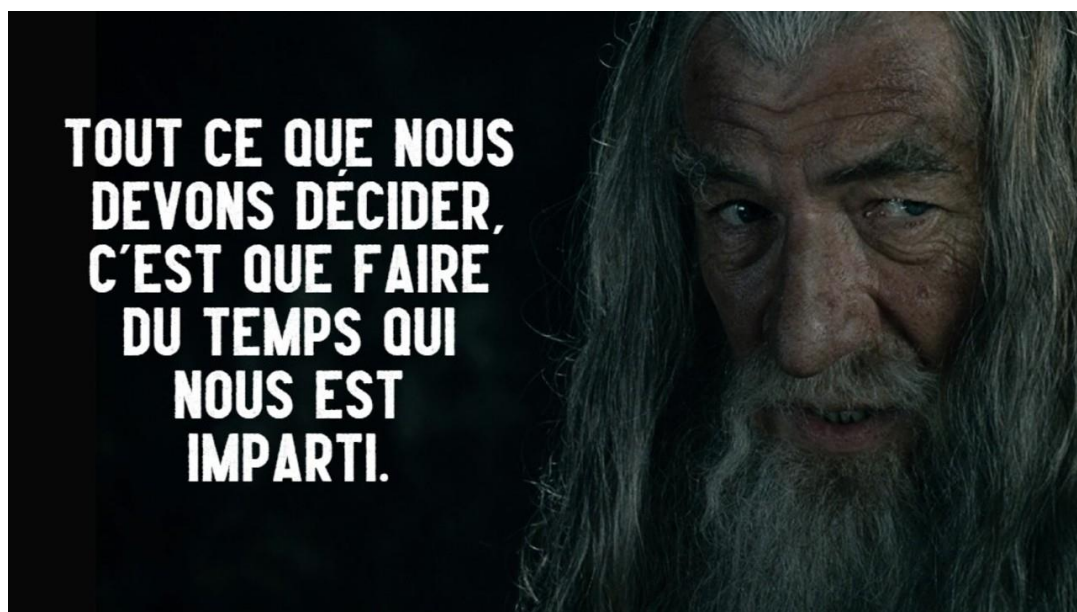 TOUT CE QUE NOUS
DEVONS DÉCIDER,
C'EST QUE FAIRE
DU TEMPS QUI
NOUS EST
IMPARTI.